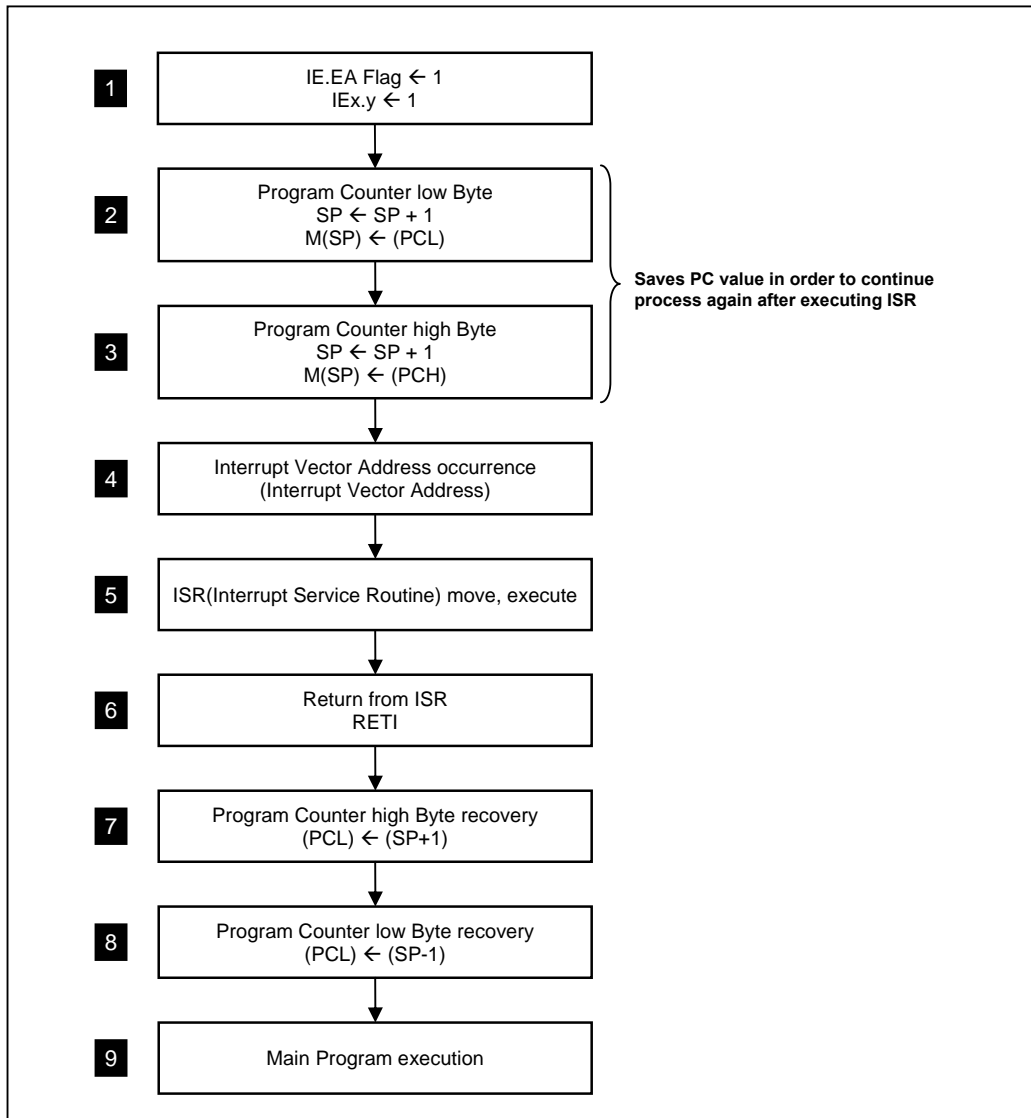 1
IE.EA Flag ← 1
IEx.y ← 1
2
Program Counter low Byte
SP ← SP + 1
M(SP) ← (PCL)
3
Program Counter high Byte
SP ← SP + 1
M(SP) ← (PCH)
Saves PC value in order to continue
process again after executing ISR
4
Interrupt Vector Address occurrence
(Interrupt Vector Address)
5
ISR(Interrupt Service Routine) move, execute
6
Return from ISR
RETI
7
Program Counter high Byte recovery
(PCL) ← (SP+1)
8
Program Counter low Byte recovery
(PCL) ← (SP-1)
9
Main Program execution